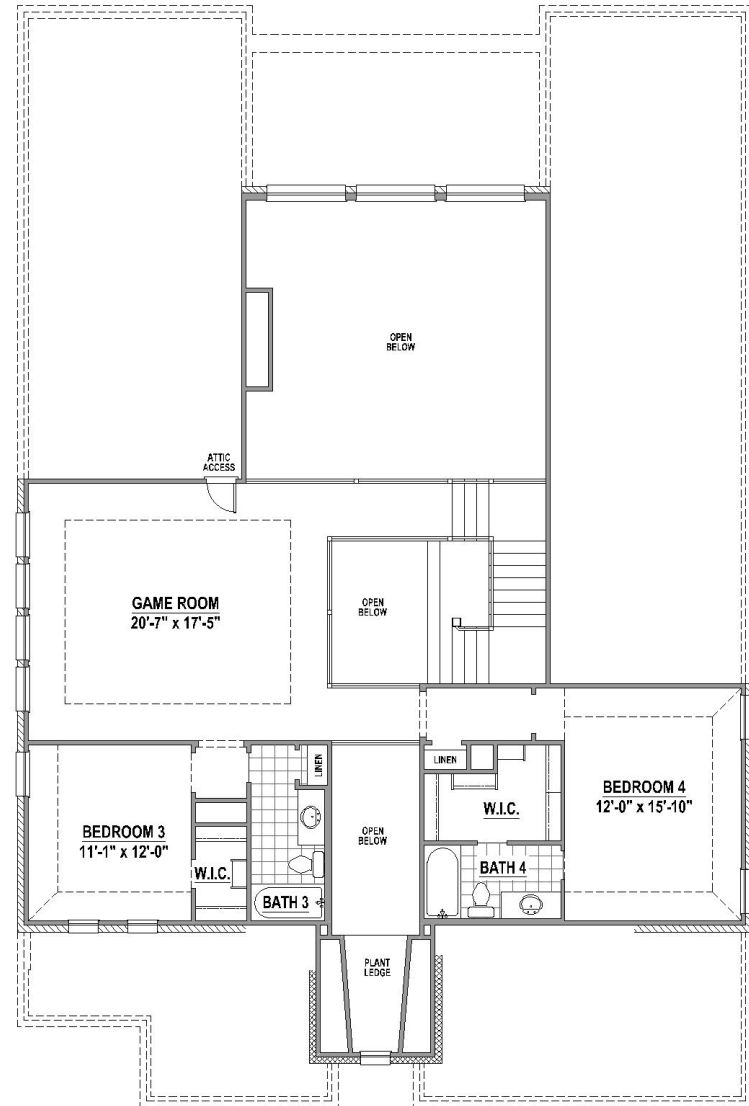 OPEN
BELOW
ATTIC
ACCESS
GAME ROOM
20'-7" x 17'-5"
OPEN
BELOW
LINEN
LINEN
BEDROOM 4
12'-0" x 15'-10"
W.I.C.
BEDROOM 3
11'-1" x 12'-0"
OPEN
BELOW
W.I.C.
BATH 4
BATH 3
PLANT
LEDGE